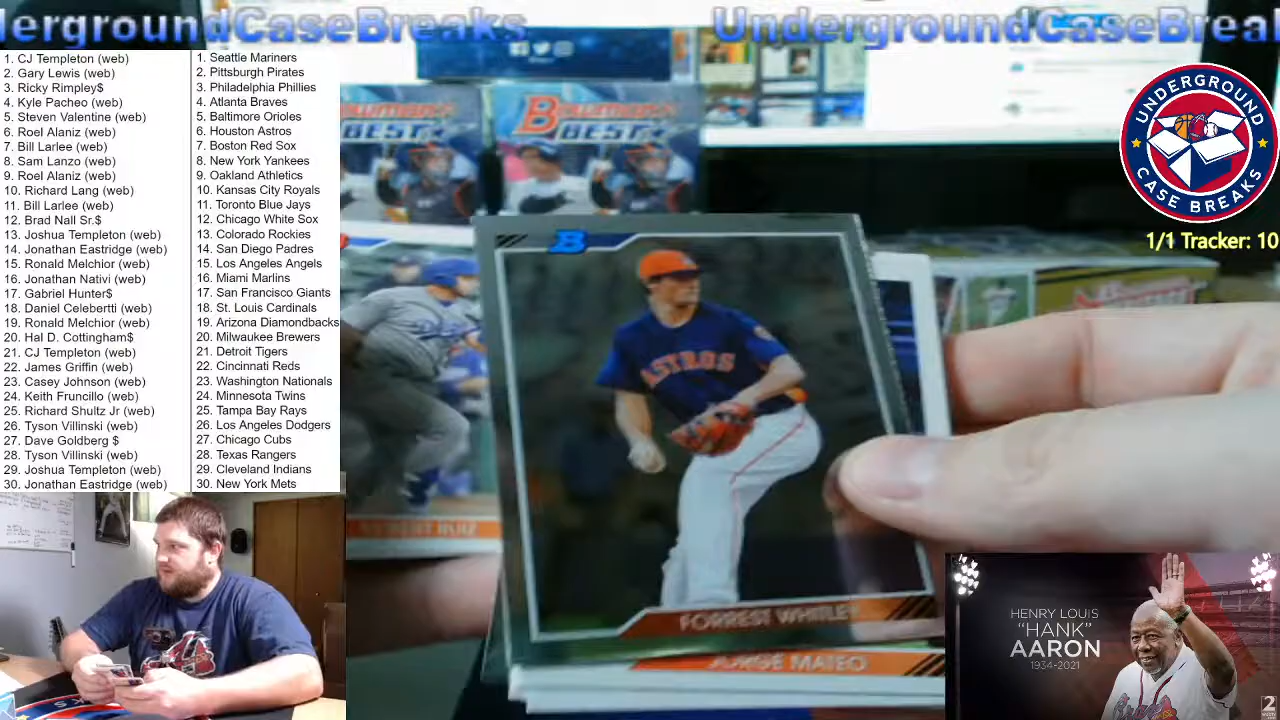 dergroundCaseBreaks
UndergroundCaseBreal
1. CJ Templeton (web)
2. Gary Lewis (web)
3. Ricky Rimpley$
4. Kyle Pacheo (web)
5. Steven Valentine (web)
6. Roel Alaniz (web)
7. Bill Larlee (web)
8. Sam Lanzo (web)
9. Roel Alaniz (web)
10. Richard Lang (web)
11. Bill Larlee (web)
12. Brad Nall Sr.$
13. Joshua Templeton (web)
14. Jonathan Eastridge (web)
15. Ronald Melchior (web)
16. Jonathan Nativi (web)
17. Gabriel Hunter$
18. Daniel Celebertti (web)
19. Ronald Melchior (web)
20. Hal D. Cottingham$
21. CJ Templeton (web)
22. James Griffin (web)
23. Casey Johnson (web)
24. Keith Fruncillo (web)
25. Richard Shultz Jr (web)
26. Tyson Villinski (web)
27. Dave Goldberg $
28. Tyson Villinski (web)
29. Joshua Templeton (web)
30. Jonathan Eastridge (web)
1. Seattle Mariners
2. Pittsburgh Pirates
3. Philadelphia Phillies
4. Atlanta Braves
5. Baltimore Orioles
6. Houston Astros
7. Boston Red Sox
8. New York Yankees
9. Oakland Athletics
10. Kansas City Royals
11. Toronto Blue Jays
12. Chicago White Sox
13. Colorado Rockies
14. San Diego Padres
15. Los Angeles Angels
16. Miami Marlins
17. San Francisco Giants
18. St. Louis Cardinals
19. Arizona Diamondbacks
20. Milwaukee Brewers
21. Detroit Tigers
22. Cincinnati Reds
23. Washington Nationals
24. Minnesota Twins
25. Tampa Bay Rays
26. Los Angeles Dodgers
27. Chicago Cubs
28. Texas Rangers
29. Cleveland Indians
30. New York Mets
BOWMAN'S
BEST
BOWMAN'S
BEST
UNDERGROUND
CASE BREAKS
1/1 Tracker: 10
B
ASTROS
FORREST WHITLEY
JORGE MATEO
RUIZ
HENRY LOUIS
"HANK"
AARON
1934-2021
2